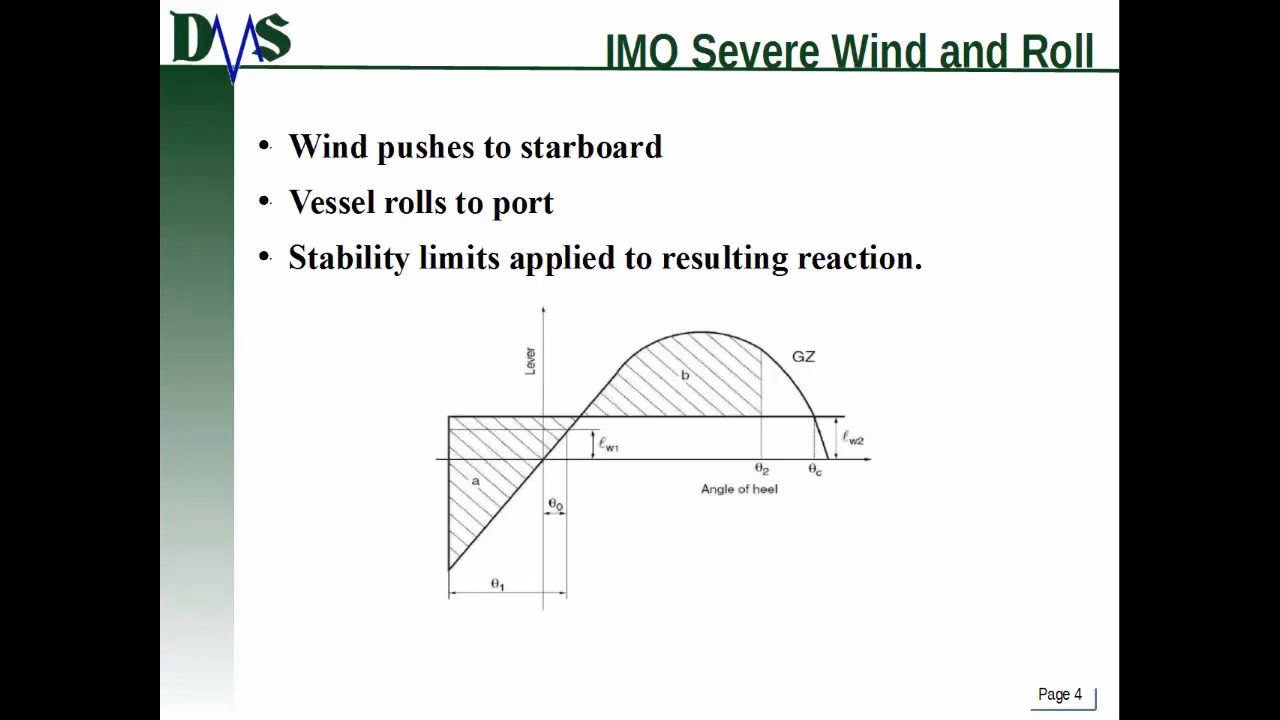 DMS
IMO Severe Wind and Roll
• Wind pushes to starboard
• Vessel rolls to port
• Stability limits applied to resulting reaction.
Lever
GZ
b
ℓw1
ℓw2
a
θ2
θc
Angle of heel
θ0
θ1
Page 4